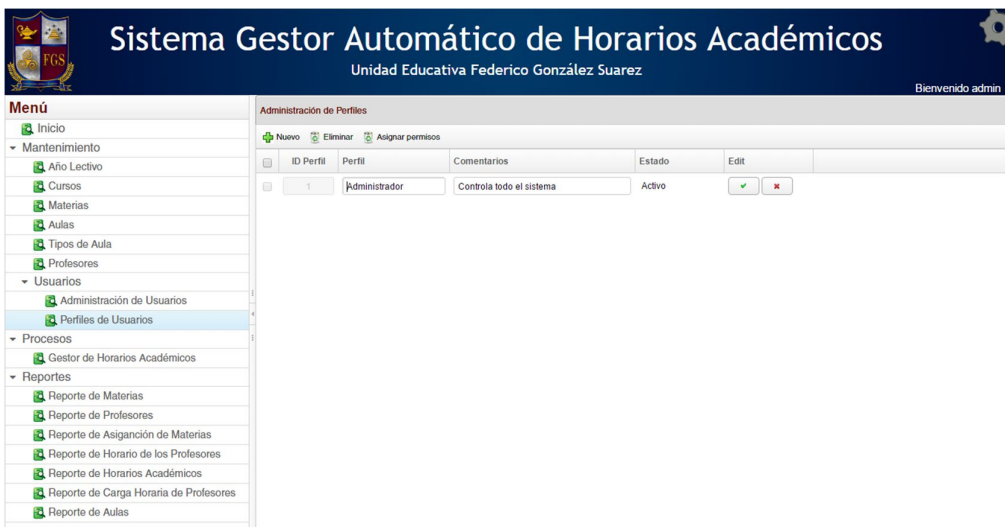 FGS
Sistema Gestor Automático de Horarios Académicos
Unidad Educativa Federico González Suarez
Bienvenido admin
Menú
Inicio
Mantenimiento
Año Lectivo
Cursos
Materias
Aulas
Tipos de Aula
Profesores
Usuarios
Administración de Usuarios
Perfiles de Usuarios
Procesos
Gestor de Horarios Académicos
Reportes
Reporte de Materias
Reporte de Profesores
Reporte de Asiganción de Materias
Reporte de Horario de los Profesores
Reporte de Horarios Académicos
Reporte de Carga Horaria de Profesores
Reporte de Aulas
Administración de Perfiles
Nuevo Eliminar Asignar permisos
ID Perfil Perfil Comentarios Estado Edit
1 Administrador Controla todo el sistema Activo